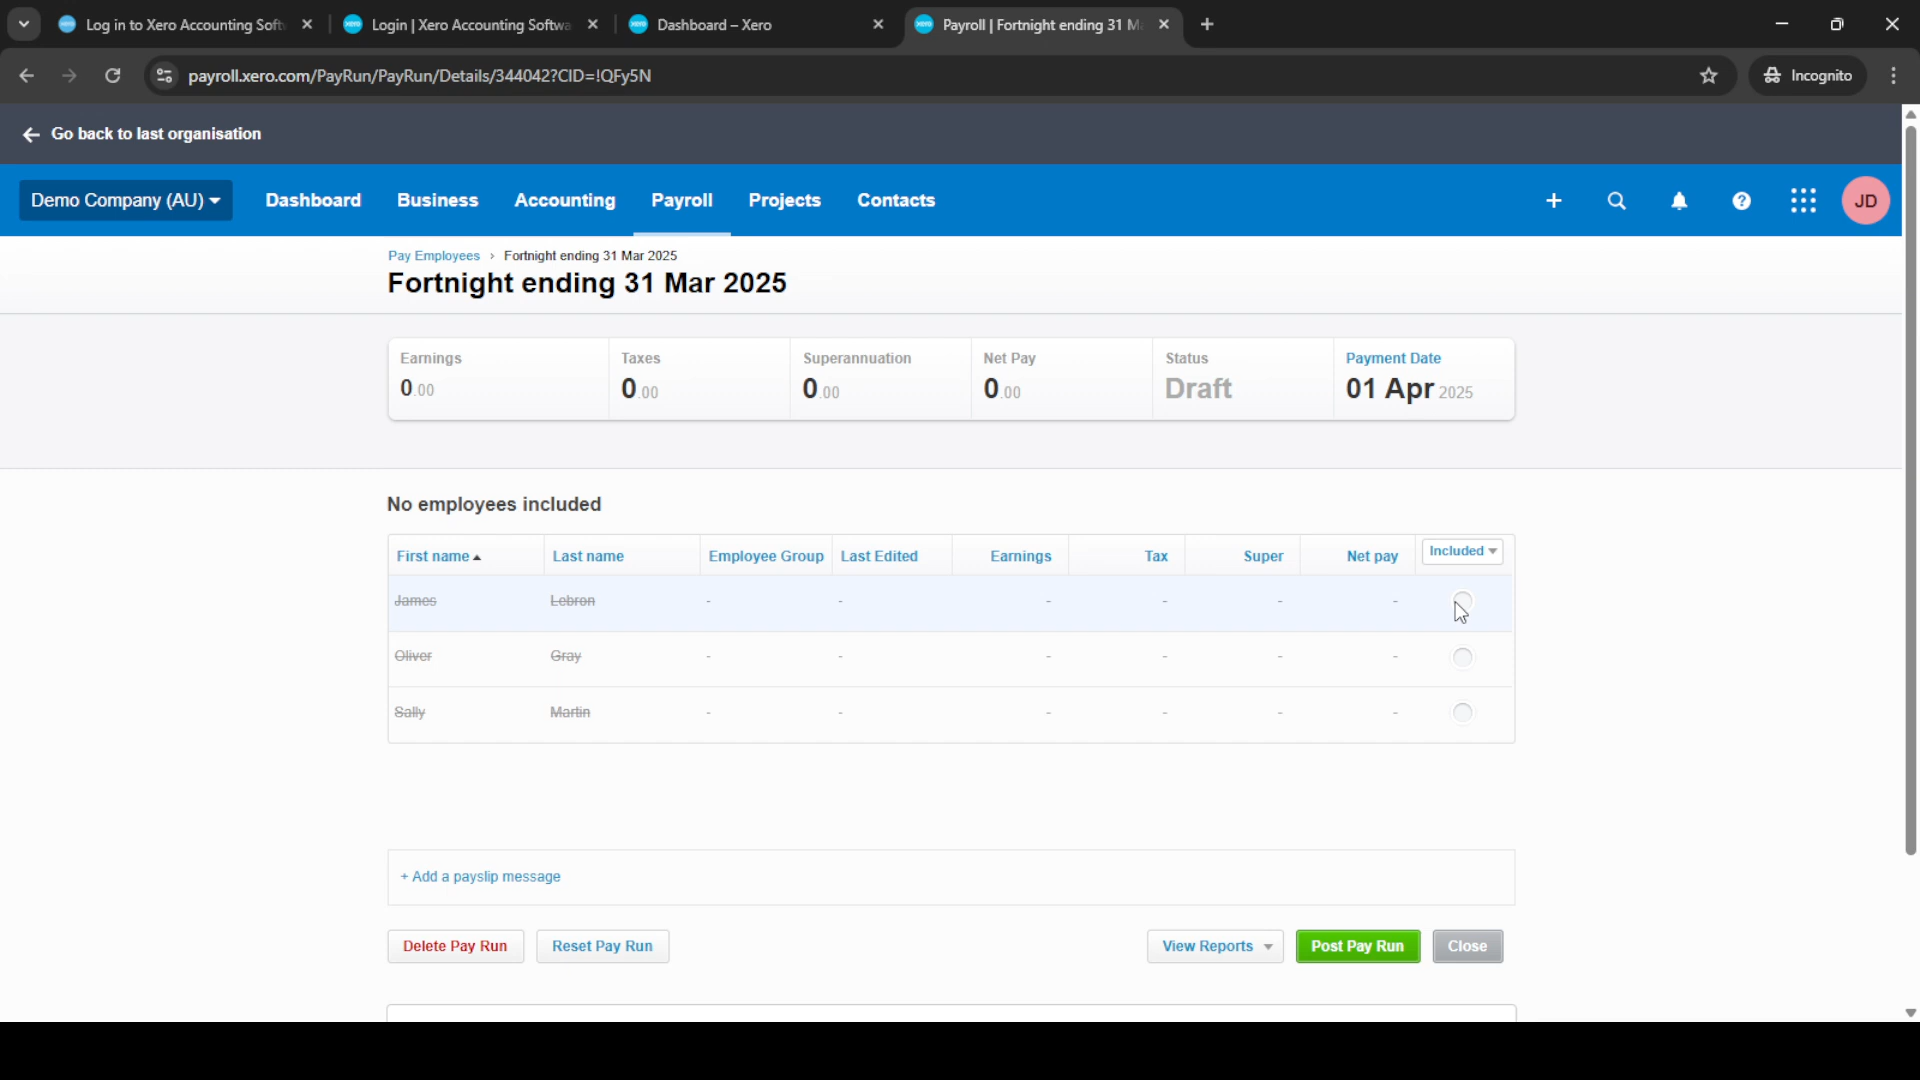 Log in to Xero Accounting Soft
Login | Xero Accounting Softwa
Dashboard – Xero
Payroll | Fortnight ending 31 M
payroll.xero.com/PayRun/PayRun/Details/344042?CID=!QFy5N
Incognito
Go back to last organisation
Demo Company (AU)
Dashboard
Business
Accounting
Payroll
Projects
Contacts
JD
Pay Employees › Fortnight ending 31 Mar 2025
Fortnight ending 31 Mar 2025
Earnings
Taxes
Superannuation
Net Pay
Status
Payment Date
0.00
0.00
0.00
0.00
Draft
01 Apr 2025
No employees included
First name
Last name
Employee Group
Last Edited
Earnings
Tax
Super
Net pay
Included
James Lebron - - - - - -
Oliver Gray - - - - - -
Sally Martin - - - - - -
+ Add a payslip message
Delete Pay Run
Reset Pay Run
View Reports
Post Pay Run
Close